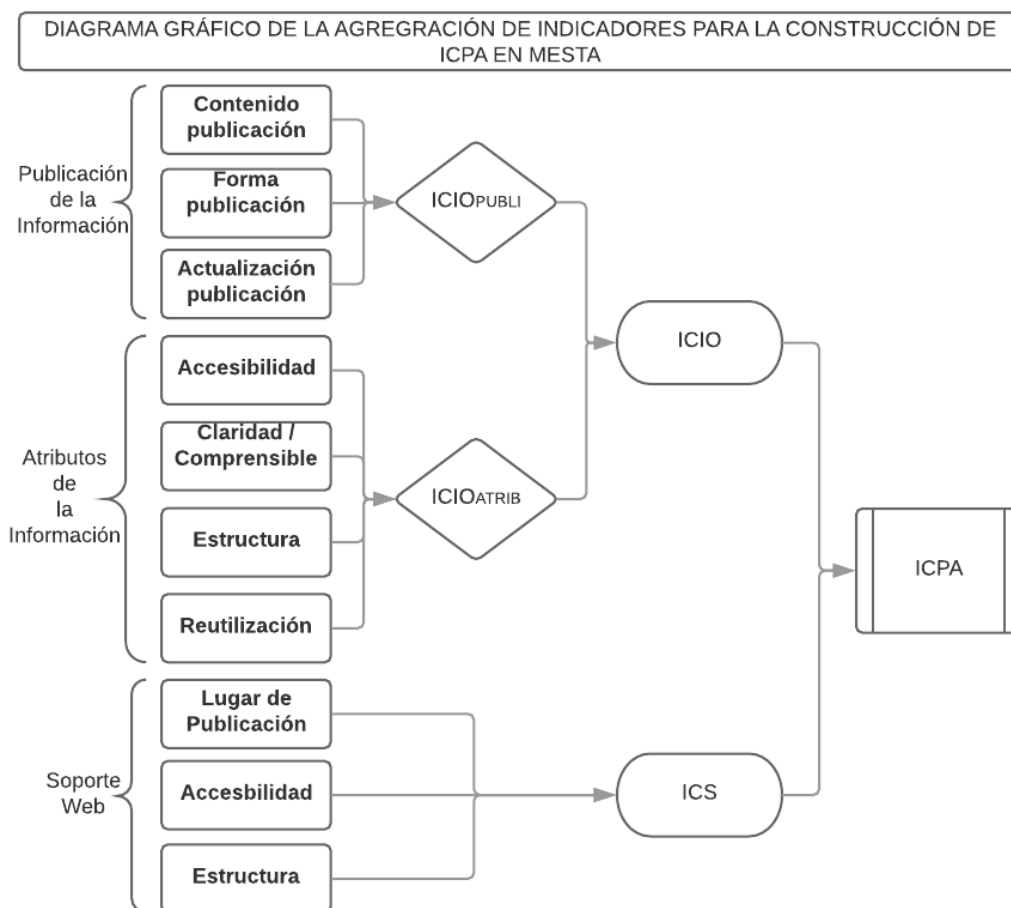 DIAGRAMA GRÁFICO DE LA AGREGRACIÓN DE INDICADORES PARA LA CONSTRUCCIÓN DE
ICPA EN MESTA
Publicación
de la
Información
Contenido
publicación
Forma
publicación
Actualización
publicación
ICIOPUBLI
Atributos
de
la
Información
Accesibilidad
Claridad /
Comprensible
Estructura
Reutilización
ICIOATRIB
ICIO
Soporte
Web
Lugar de
Publicación
Accesbilidad
Estructura
ICS
ICPA